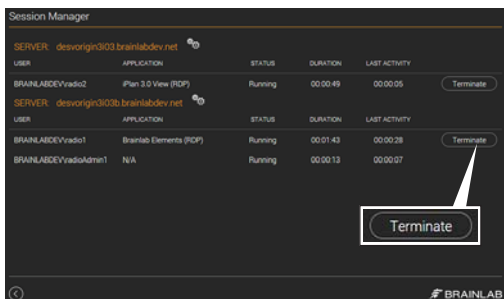 Session Manager
SERVER: desvorigin3i03.brainlabdev.net
USER APPLICATION STATUS DURATION LAST ACTIVITY
BRAINLABDEV\radio2 iPlan 3.0 View (RDP) Running 00:00:49 00:00:05 Terminate
SERVER: desvorigin3i03b.brainlabdev.net
USER APPLICATION STATUS DURATION LAST ACTIVITY
BRAINLABDEV\radio1 Brainlab Elements (RDP) Running 00:01:43 00:00:28 Terminate
BRAINLABDEV\radioAdmin1 N/A Running 00:00:13 00:00:07
Terminate
BRAINLAB